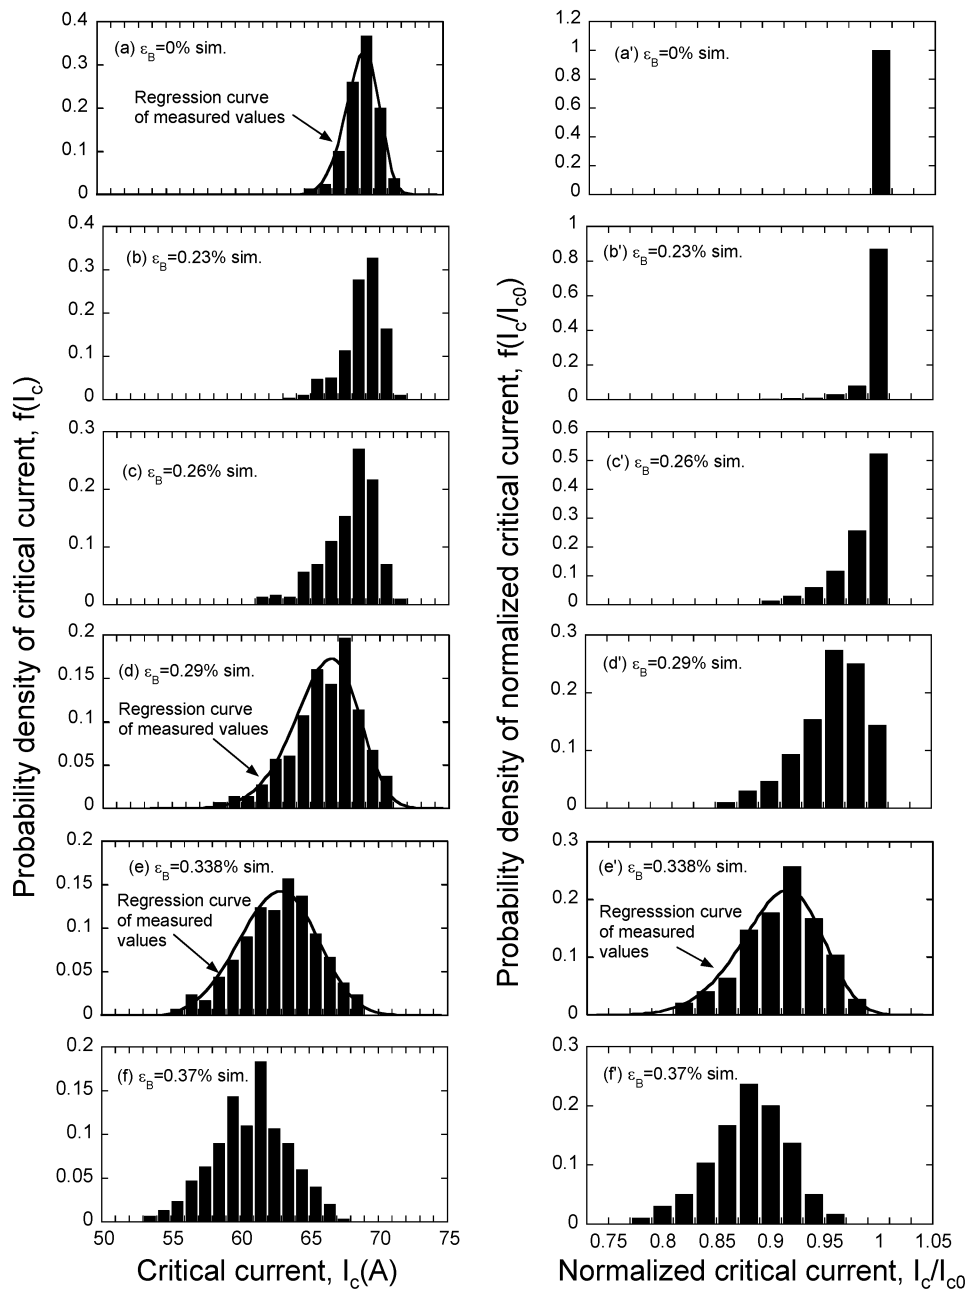 Probability density of critical current, f(Ic)
0.4
0.3
0.2
0.1
0
(a) εB=0% sim.
Regression curve
of measured values
0.4
0.3
0.2
0.1
0
(b) εB=0.23% sim.
0.3
0.2
0.1
0
(c) εB=0.26% sim.
0.2
0.15
0.1
0.05
0
(d) εB=0.29% sim.
Regression curve
of measured values
0.2
0.15
0.1
0.05
0
(e) εB=0.338% sim.
Regression curve
of measured
values
0.2
0.15
0.1
0.05
0
(f) εB=0.37% sim.
50 55 60 65 70 75
Critical current, Ic(A)
Probability density of normalized critical current, f(Ic/Ic0)
1.2
1
0.8
0.6
0.4
0.2
0
(a') εB=0% sim.
1
0.8
0.6
0.4
0.2
0
(b') εB=0.23% sim.
0.6
0.5
0.4
0.3
0.2
0.1
0
(c') εB=0.26% sim.
0.3
0.2
0.1
0
(d') εB=0.29% sim.
0.3
0.2
0.1
0
(e') εB=0.338% sim.
Regresssion curve
of measured
values
0.3
0.2
0.1
0
(f') εB=0.37% sim.
0.75 0.85 0.9 0.95 1 1.05
Normalized critical current, Ic/Ic0